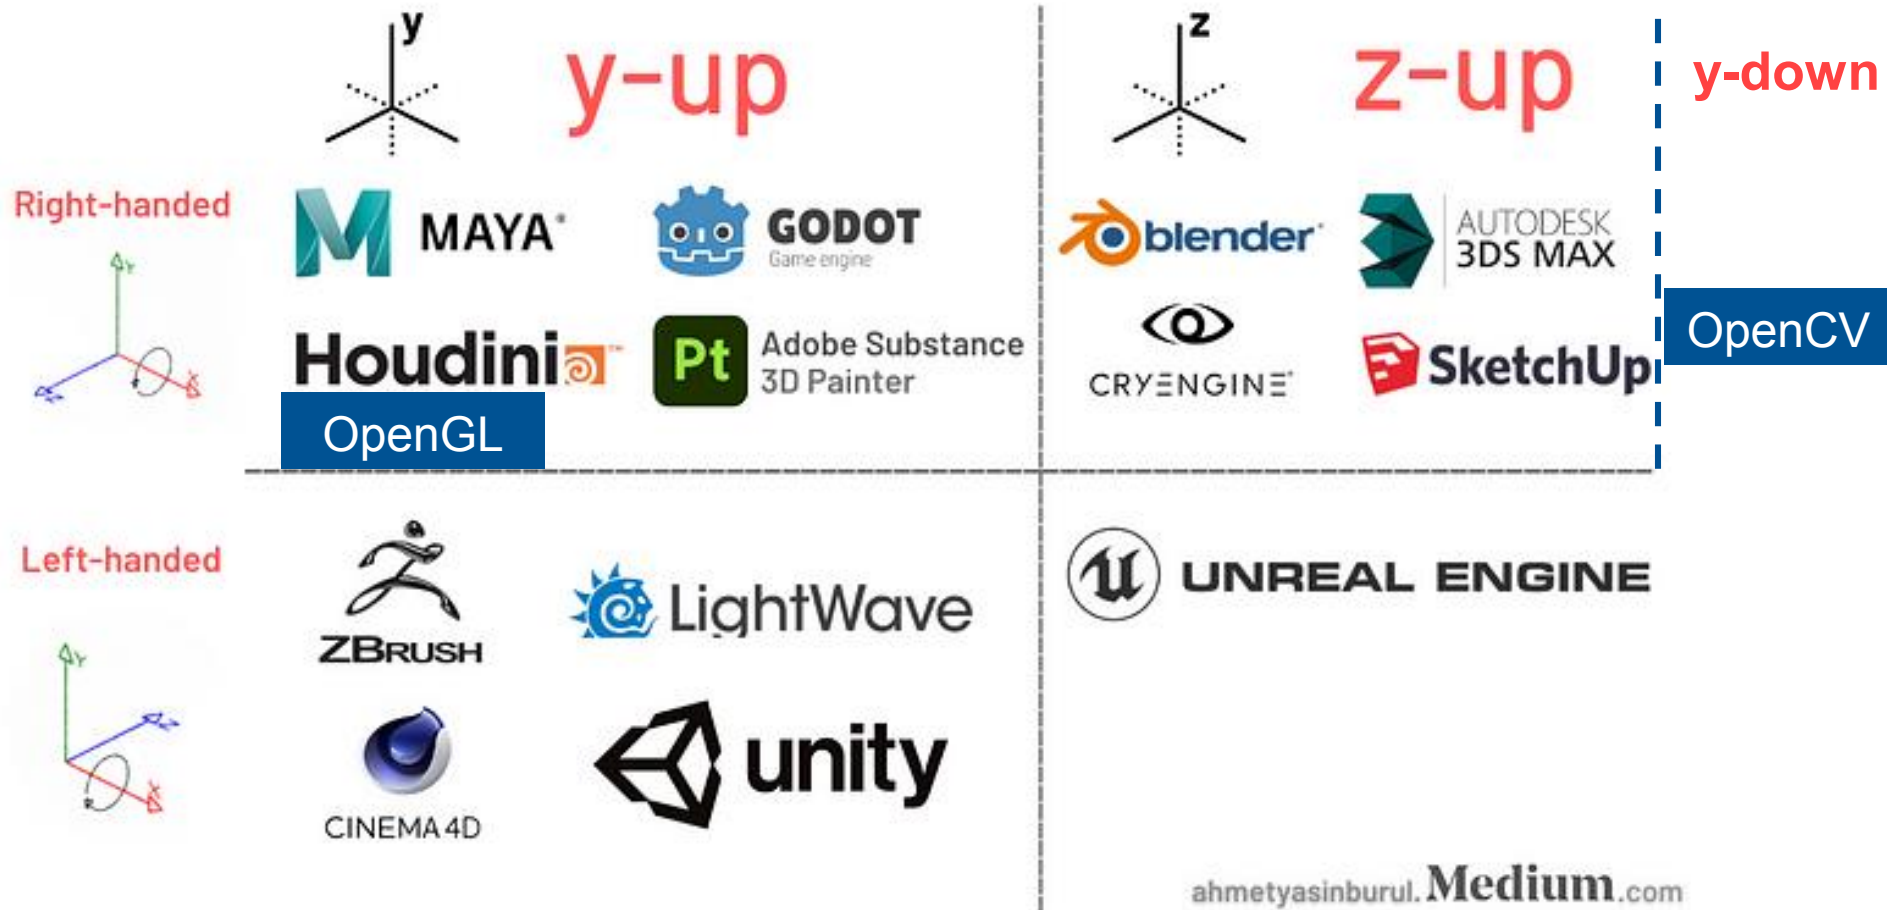 y
y-up
z
z-up
y-down
Right-handed
Y
X
Z
MAYA®
GODOT
Game engine
blender®
AUTODESK
3DS MAX
Houdini™
Pt
Adobe Substance
3D Painter
CRYENGINE®
SketchUp
OpenCV
OpenGL
Left-handed
Y
Z
X
ZBRUSH
LightWave
UNREAL ENGINE
CINEMA 4D
unity
ahmetyasinburul.Medium.com